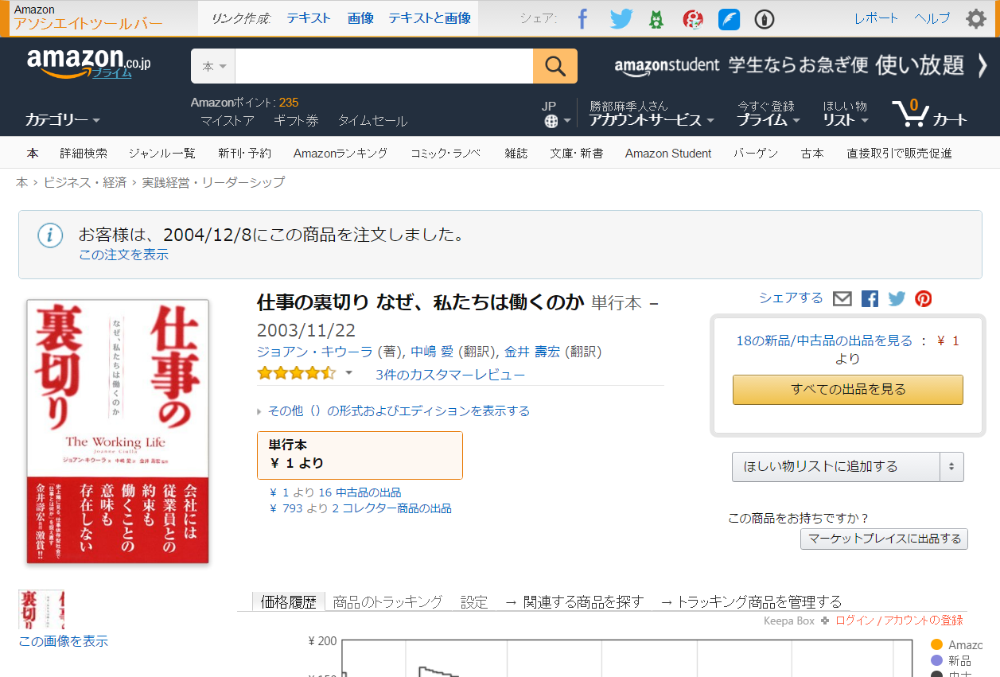 Amazon
アソシエイトツールバー
リンク作成: テキスト 画像 テキストと画像
シェア:
レポート ヘルプ
amazon.co.jp
プライム
本
amazonstudent 学生ならお急ぎ便 使い放題
Amazonポイント: 235
カテゴリー
マイストア ギフト券 タイムセール
JP
勝部麻季人さん
アカウントサービス
今すぐ登録
プライム
ほしい物
リスト
0
カート
本 詳細検索 ジャンル一覧 新刊・予約 Amazonランキング コミック・ラノベ 雑誌 文庫・新書 Amazon Student バーゲン 古本 直接取引で販売促進
本 › ビジネス・経済 › 実践経営・リーダーシップ
お客様は、2004/12/8にこの商品を注文しました。
この注文を表示
仕事の
裏切り
なぜ、私たちは働くのか
The Working Life
Joanne Ciulla
ジョアン・キウーラ 著 中嶋 愛 訳 金井 壽宏 監修
会社には
従業員との
約束も
働くことの
意味も
存在しない
金井壽宏氏激賞!!
この画像を表示
仕事の裏切り なぜ、私たちは働くのか 単行本 –
2003/11/22
ジョアン・キウーラ (著), 中嶋 愛 (翻訳), 金井 壽宏 (翻訳)
3件のカスタマーレビュー
その他（）の形式およびエディションを表示する
単行本
￥ 1 より
￥ 1 より 16 中古品の出品
￥ 793 より 2 コレクター商品の出品
シェアする
18の新品/中古品の出品を見る ： ￥ 1
より
すべての出品を見る
ほしい物リストに追加する
この商品をお持ちですか？
マーケットプレイスに出品する
価格履歴 商品のトラッキング 設定 → 関連する商品を探す → トラッキング商品を管理する
Keepa Box ログイン / アカウントの登録
¥ 200
Amazo
新品